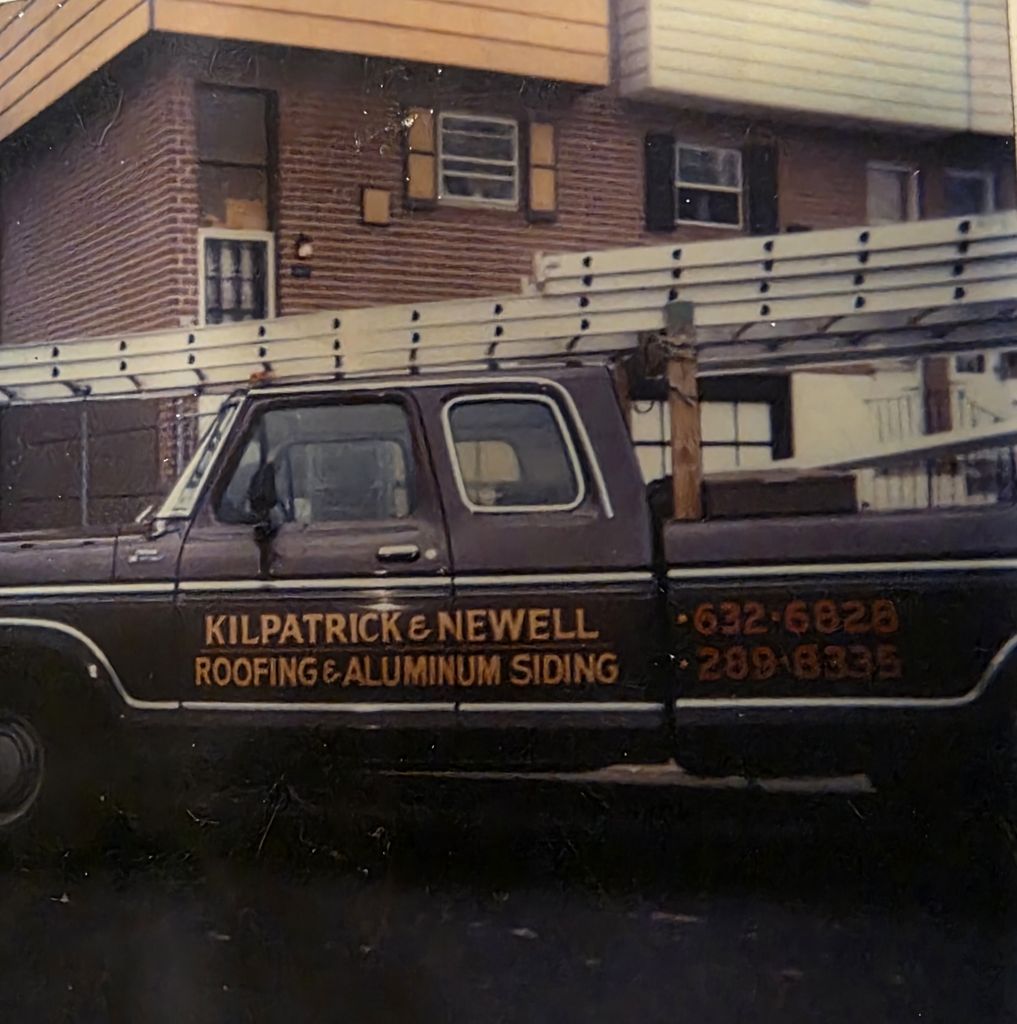 KILPATRICK & NEWELL
ROOFING & ALUMINUM SIDING
• 632•6828
• 289•8335